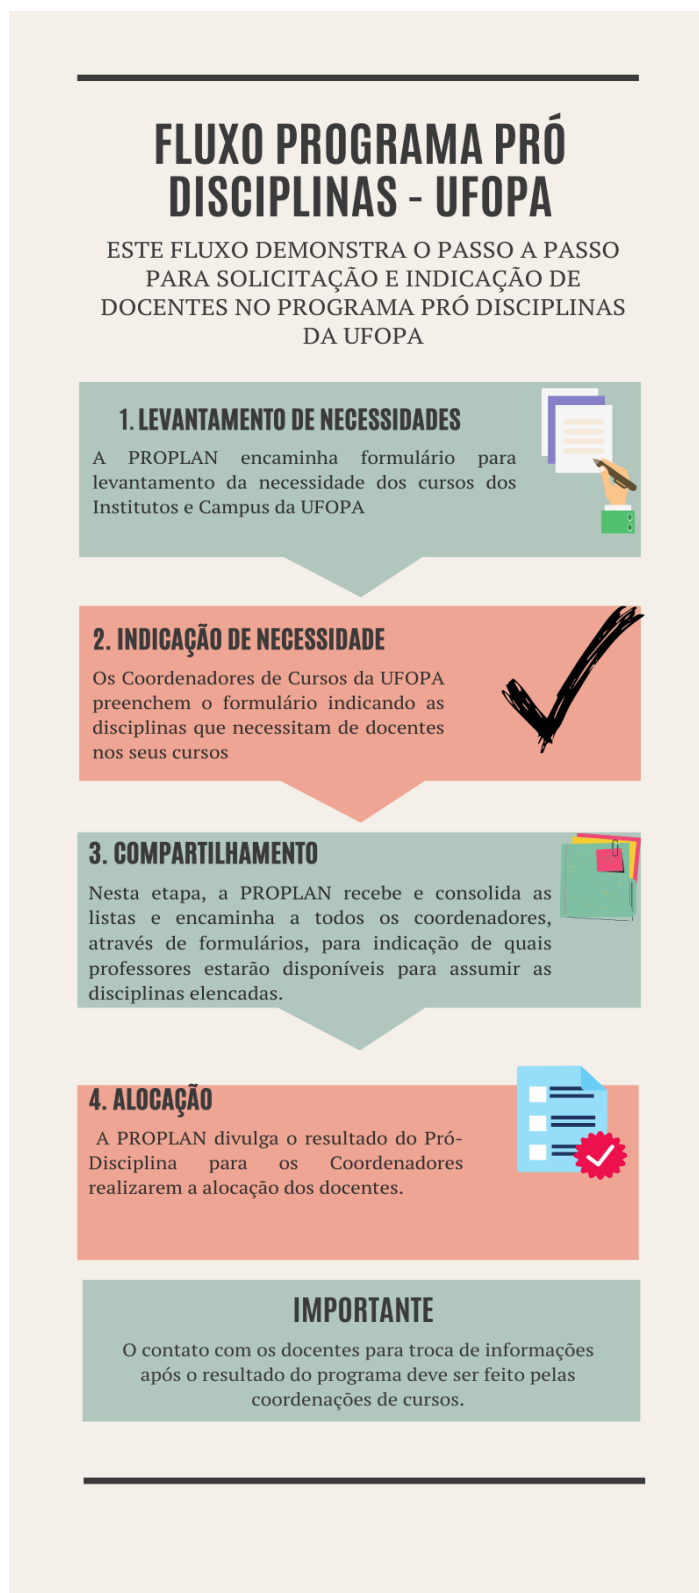 FLUXO PROGRAMA PRÓ
DISCIPLINAS - UFOPA
ESTE FLUXO DEMONSTRA O PASSO A PASSO
PARA SOLICITAÇÃO E INDICAÇÃO DE
DOCENTES NO PROGRAMA PRÓ DISCIPLINAS
DA UFOPA
1. LEVANTAMENTO DE NECESSIDADES
A PROPLAN encaminha formulário para
levantamento da necessidade dos cursos dos
Institutos e Campus da UFOPA
2. INDICAÇÃO DE NECESSIDADE
Os Coordenadores de Cursos da UFOPA
preenchem o formulário indicando as
disciplinas que necessitam de docentes
nos seus cursos
3. COMPARTILHAMENTO
Nesta etapa, a PROPLAN recebe e consolida as
listas e encaminha a todos os coordenadores,
através de formulários, para indicação de quais
professores estarão disponíveis para assumir as
disciplinas elencadas.
4. ALOCAÇÃO
A PROPLAN divulga o resultado do Pró-
Disciplina para os Coordenadores
realizarem a alocação dos docentes.
IMPORTANTE
O contato com os docentes para troca de informações
após o resultado do programa deve ser feito pelas
coordenações de cursos.